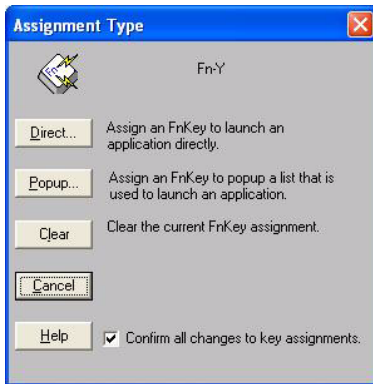 Assignment Type
Fn
Fn-Y
Direct...
Assign an FnKey to launch an
application directly.
Popup...
Assign an FnKey to popup a list that is
used to launch an application.
Clear
Clear the current FnKey assignment.
Cancel
Help
Confirm all changes to key assignments.